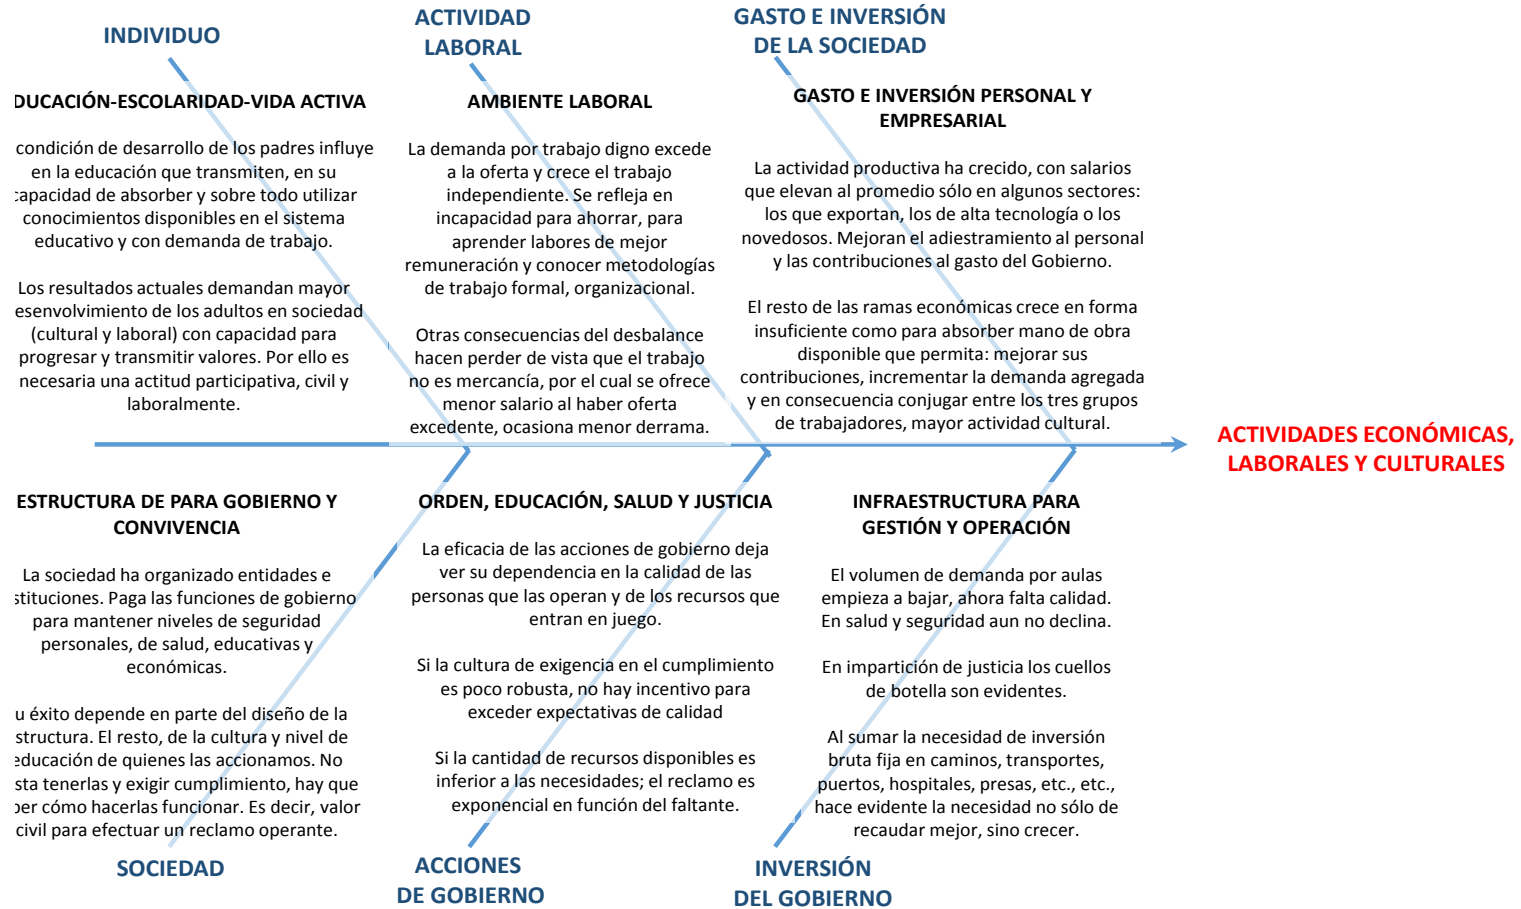 INDIVIDUO
DUCACIÓN-ESCOLARIDAD-VIDA ACTIVA
condición de desarrollo de los padres influye
en la educación que transmiten, en su
capacidad de absorber y sobre todo utilizar
conocimientos disponibles en el sistema
educativo y con demanda de trabajo.
Los resultados actuales demandan mayor
esenvolvimiento de los adultos en sociedad
(cultural y laboral) con capacidad para
progresar y transmitir valores. Por ello es
necesaria una actitud participativa, civil y
laboralmente.
ACTIVIDAD
LABORAL
AMBIENTE LABORAL
La demanda por trabajo digno excede
a la oferta y crece el trabajo
independiente. Se refleja en
incapacidad para ahorrar, para
aprender labores de mejor
remuneración y conocer metodologías
de trabajo formal, organizacional.
Otras consecuencias del desbalance
hacen perder de vista que el trabajo
no es mercancía, por el cual se ofrece
menor salario al haber oferta
excedente, ocasiona menor derrama.
GASTO E INVERSIÓN
DE LA SOCIEDAD
GASTO E INVERSIÓN PERSONAL Y
EMPRESARIAL
La actividad productiva ha crecido, con salarios
que elevan al promedio sólo en algunos sectores:
los que exportan, los de alta tecnología o los
novedosos. Mejoran el adiestramiento al personal
y las contribuciones al gasto del Gobierno.
El resto de las ramas económicas crece en forma
insuficiente como para absorber mano de obra
disponible que permita: mejorar sus
contribuciones, incrementar la demanda agregada
y en consecuencia conjugar entre los tres grupos
de trabajadores, mayor actividad cultural.
ACTIVIDADES ECONÓMICAS,
LABORALES Y CULTURALES
ESTRUCTURA DE PARA GOBIERNO Y
CONVIVENCIA
La sociedad ha organizado entidades e
stituciones. Paga las funciones de gobierno
para mantener niveles de seguridad
personales, de salud, educativas y
económicas.
u éxito depende en parte del diseño de la
structura. El resto, de la cultura y nivel de
educación de quienes las accionamos. No
sta tenerlas y exigir cumplimiento, hay que
ber cómo hacerlas funcionar. Es decir, valor
civil para efectuar un reclamo operante.
SOCIEDAD
ORDEN, EDUCACIÓN, SALUD Y JUSTICIA
La eficacia de las acciones de gobierno deja
ver su dependencia en la calidad de las
personas que las operan y de los recursos que
entran en juego.
Si la cultura de exigencia en el cumplimiento
es poco robusta, no hay incentivo para
exceder expectativas de calidad
Si la cantidad de recursos disponibles es
inferior a las necesidades; el reclamo es
exponencial en función del faltante.
ACCIONES
DE GOBIERNO
INFRAESTRUCTURA PARA
GESTIÓN Y OPERACIÓN
El volumen de demanda por aulas
empieza a bajar, ahora falta calidad.
En salud y seguridad aun no declina.
En impartición de justicia los cuellos
de botella son evidentes.
Al sumar la necesidad de inversión
bruta fija en caminos, transportes,
puertos, hospitales, presas, etc., etc.,
hace evidente la necesidad no sólo de
recaudar mejor, sino crecer.
INVERSIÓN
DEL GOBIERNO